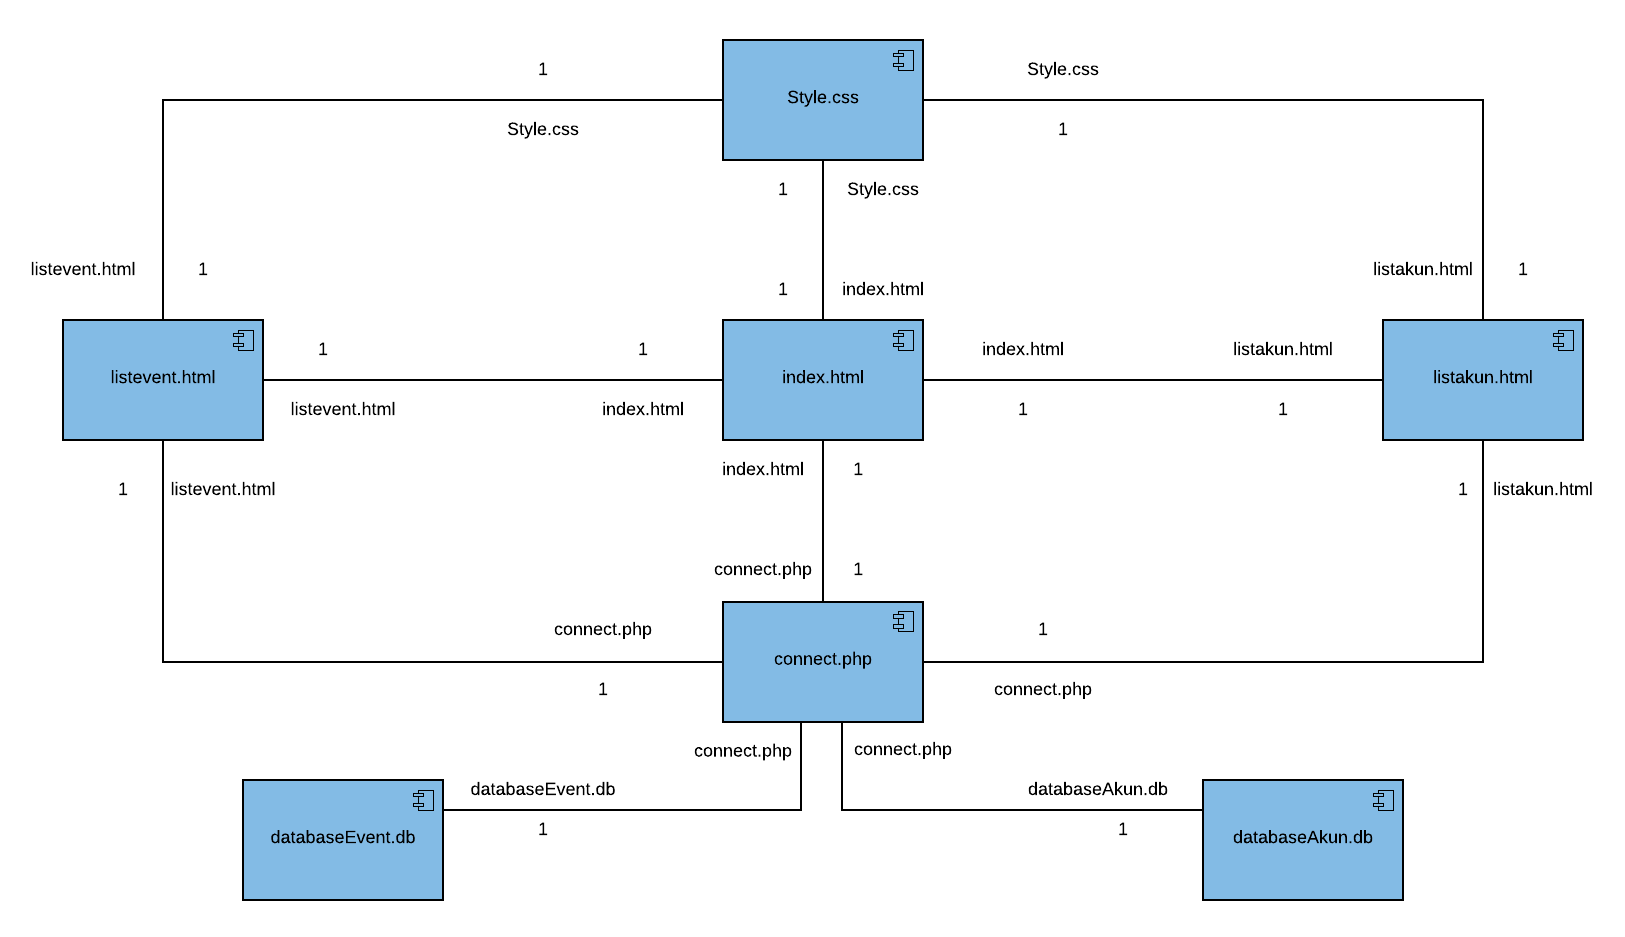 1
Style.css
Style.css
Style.css
1
1
Style.css
listevent.html
1
listakun.html
1
1
index.html
1
1
index.html
listakun.html
listevent.html
index.html
listakun.html
listevent.html
index.html
1
1
index.html
1
1
listevent.html
1
listakun.html
connect.php
1
connect.php
1
connect.php
1
connect.php
connect.php
connect.php
databaseEvent.db
databaseAkun.db
1
1
databaseEvent.db
databaseAkun.db